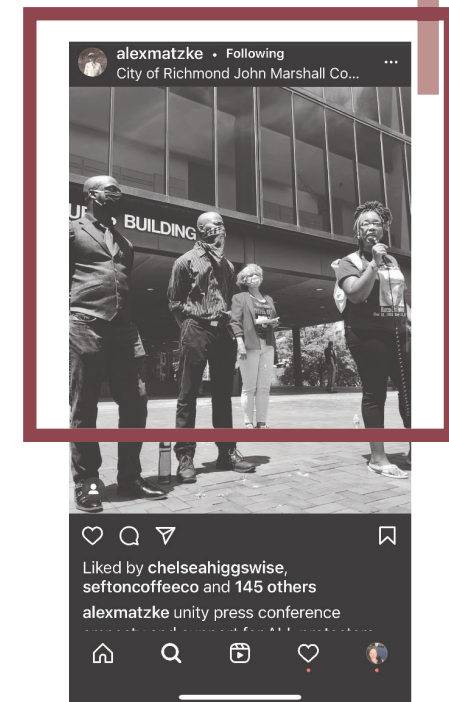 alexmatzke • Following
City of Richmond John Marshall Co...
BUILDING
Liked by chelseahiggswise,
seftoncoffeeco and 145 others
alexmatzke unity press conference